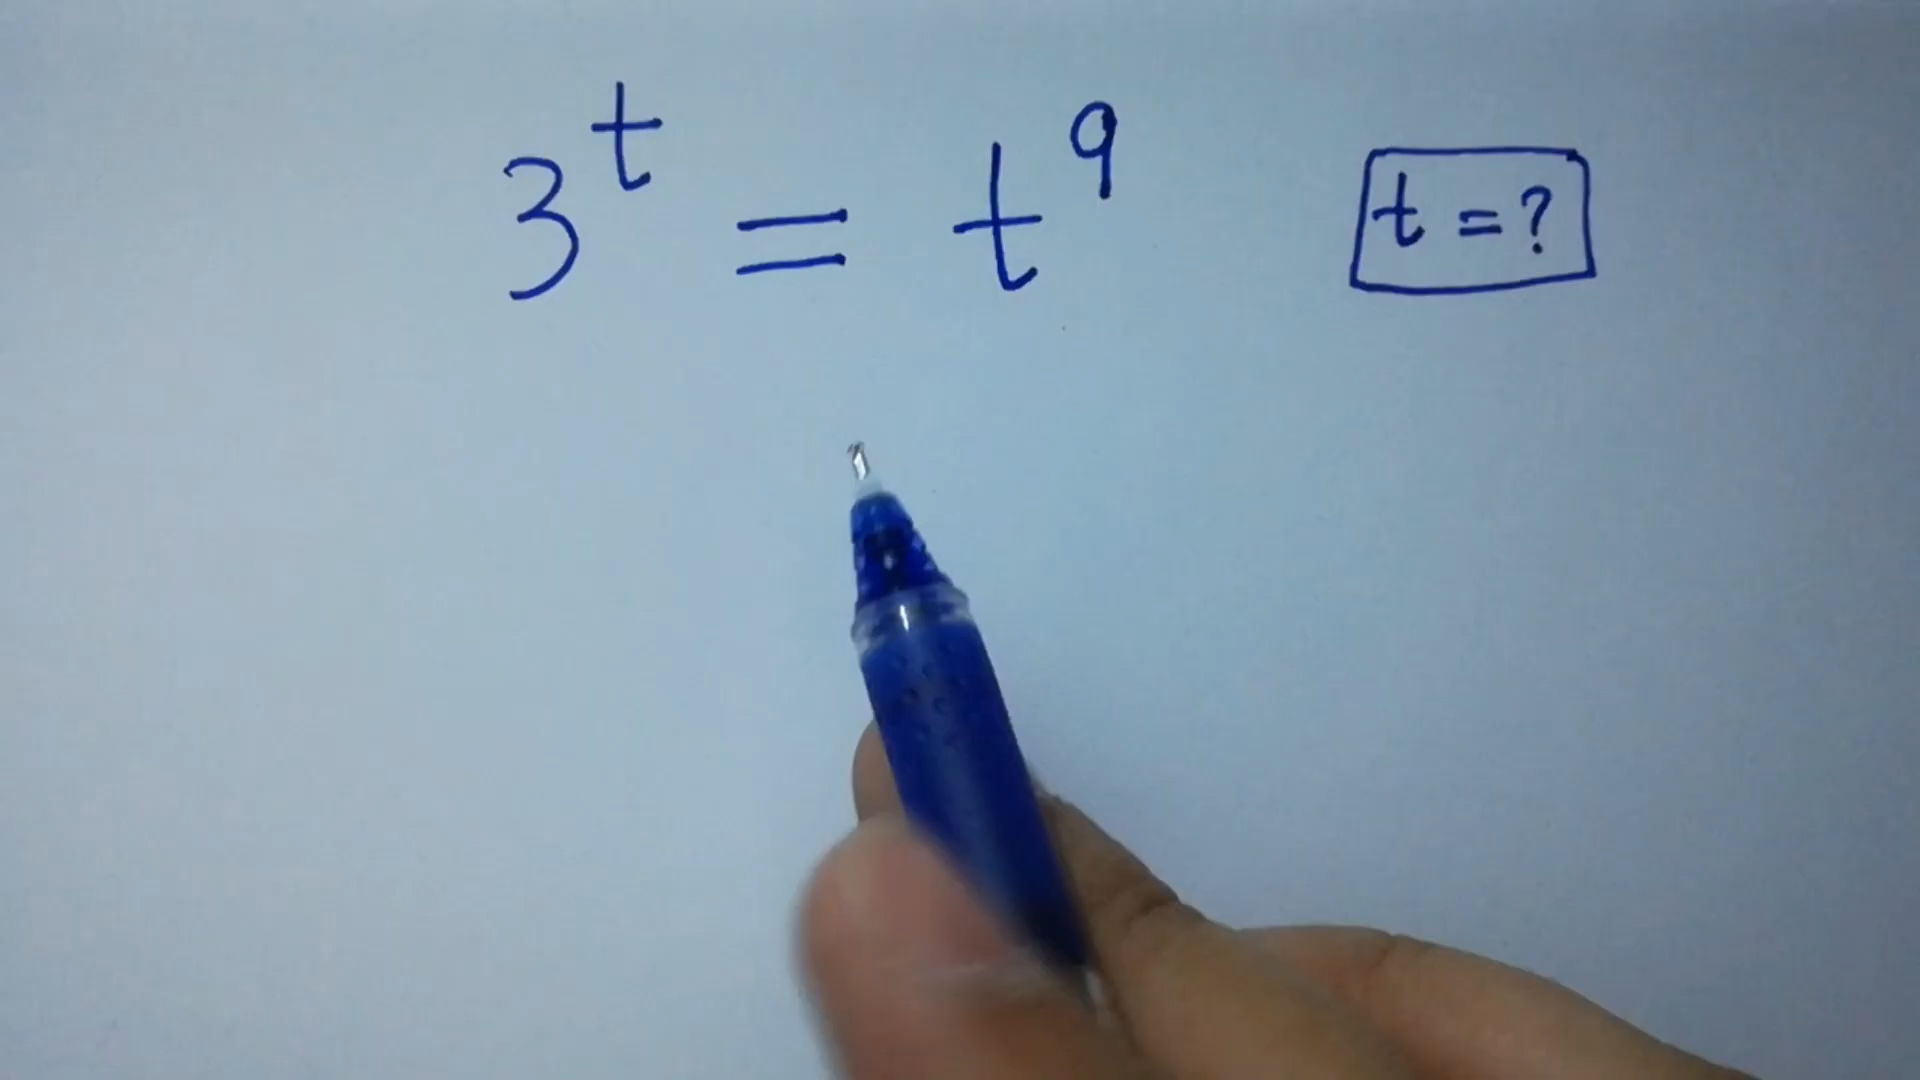 3^t = t^9 t = ?